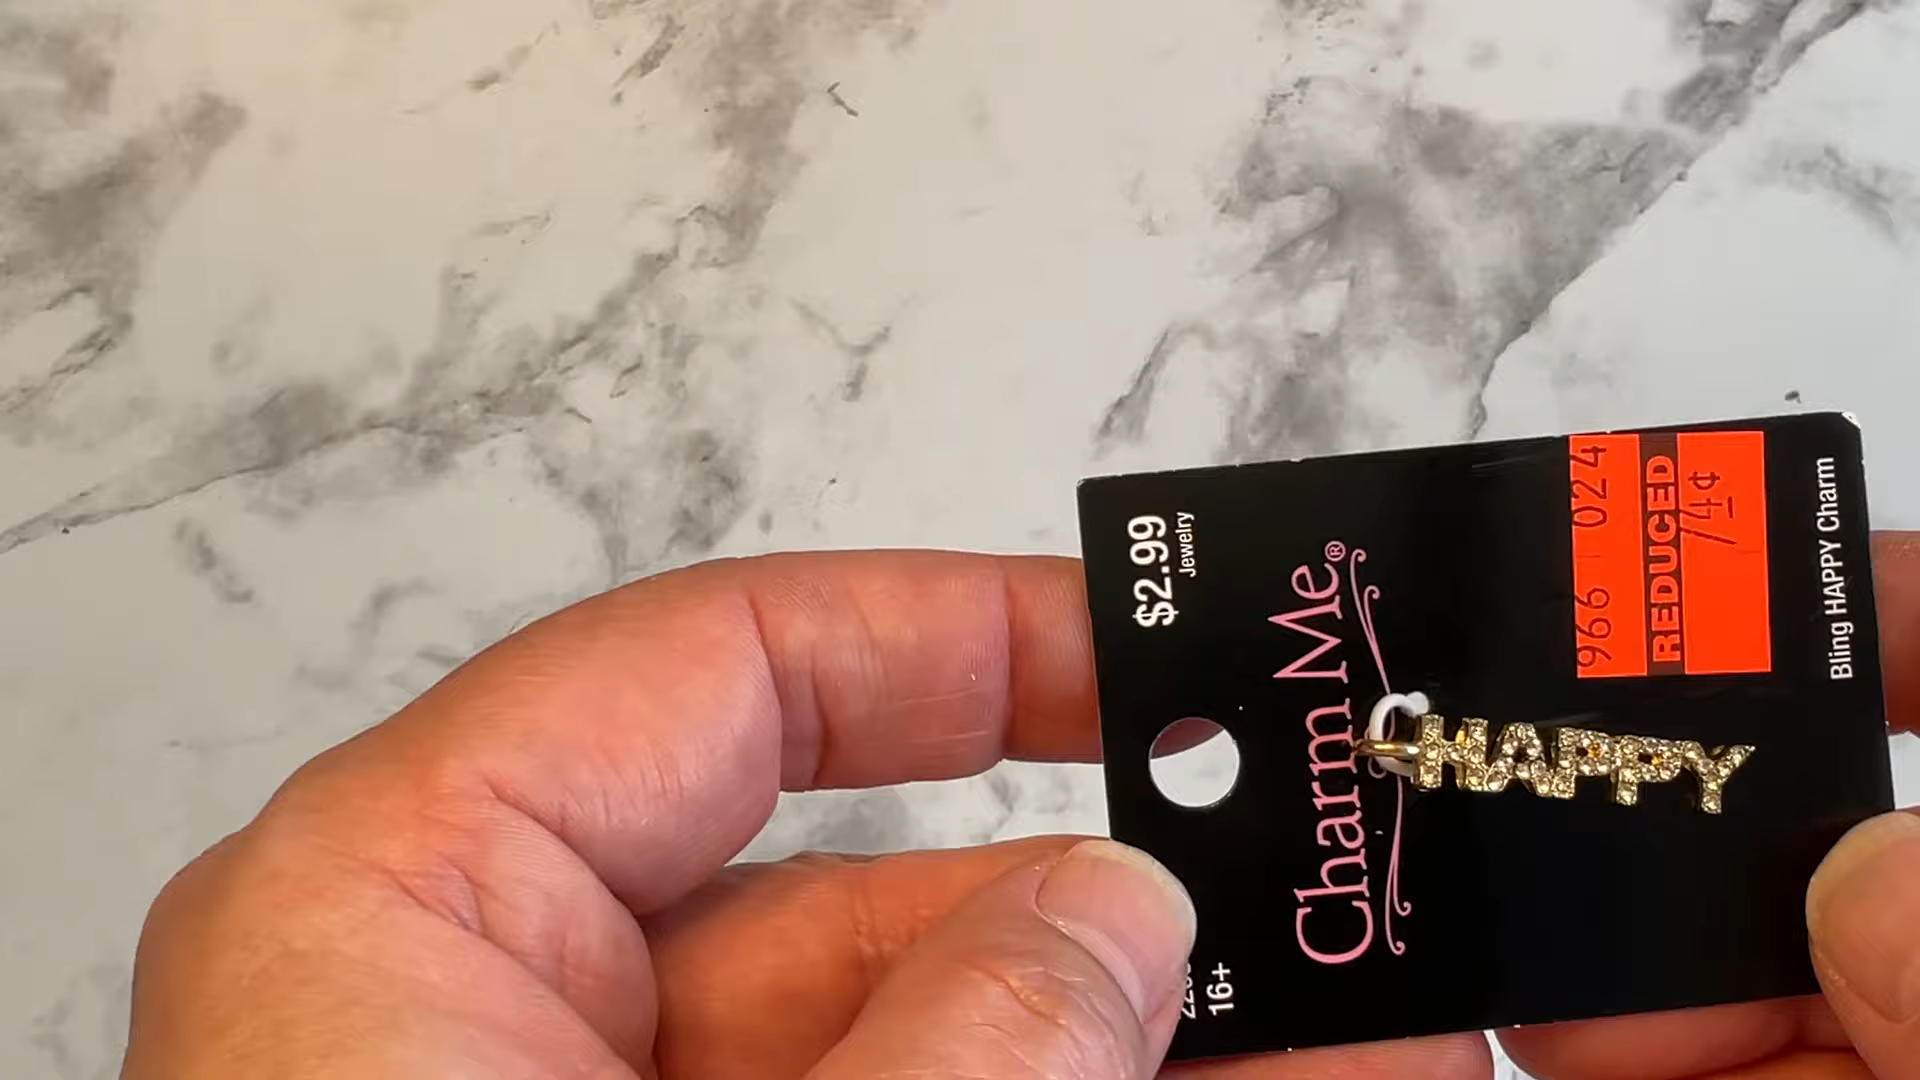 $2.99
Jewelry
16+
Charm Me®
966 024
REDUCED
74¢
HAPPY
Bling HAPPY Charm